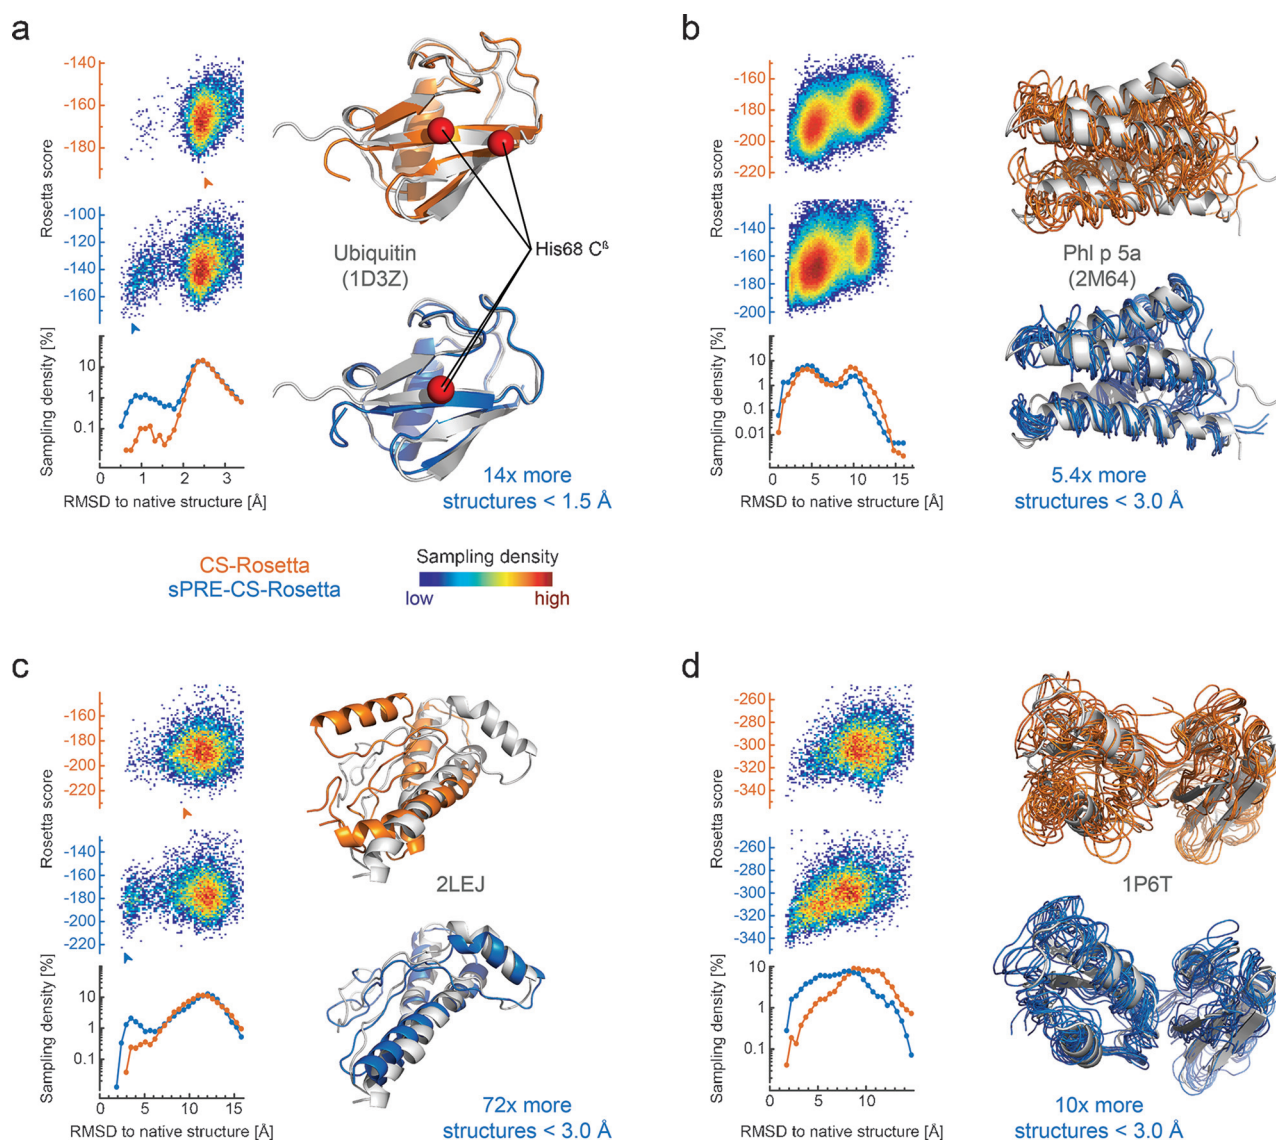 a
-140
-160
-180
Rosetta score
-100
-120
-140
-160
Sampling density [%]
10
1
0.1
0 1 2 3
RMSD to native structure [Å]
Ubiquitin
(1D3Z)
His68 Cᵝ
14x more
structures < 1.5 Å
b
-160
-180
-200
-220
Rosetta score
-140
-160
-180
-200
Sampling density [%]
10
1
0.1
0.01
0 5 10 15
RMSD to native structure [Å]
Phl p 5a
(2M64)
5.4x more
structures < 3.0 Å
CS-Rosetta
sPRE-CS-Rosetta
Sampling density
low high
c
-160
-180
-200
-220
Rosetta score
-140
-160
-180
-200
-220
Sampling density [%]
10
1
0.1
0 5 10 15
RMSD to native structure [Å]
2LEJ
72x more
structures < 3.0 Å
d
-260
-280
-300
-320
-340
Rosetta score
-260
-280
-300
-320
-340
Sampling density [%]
10
1
0.1
0 5 10 15
RMSD to native structure [Å]
1P6T
10x more
structures < 3.0 Å